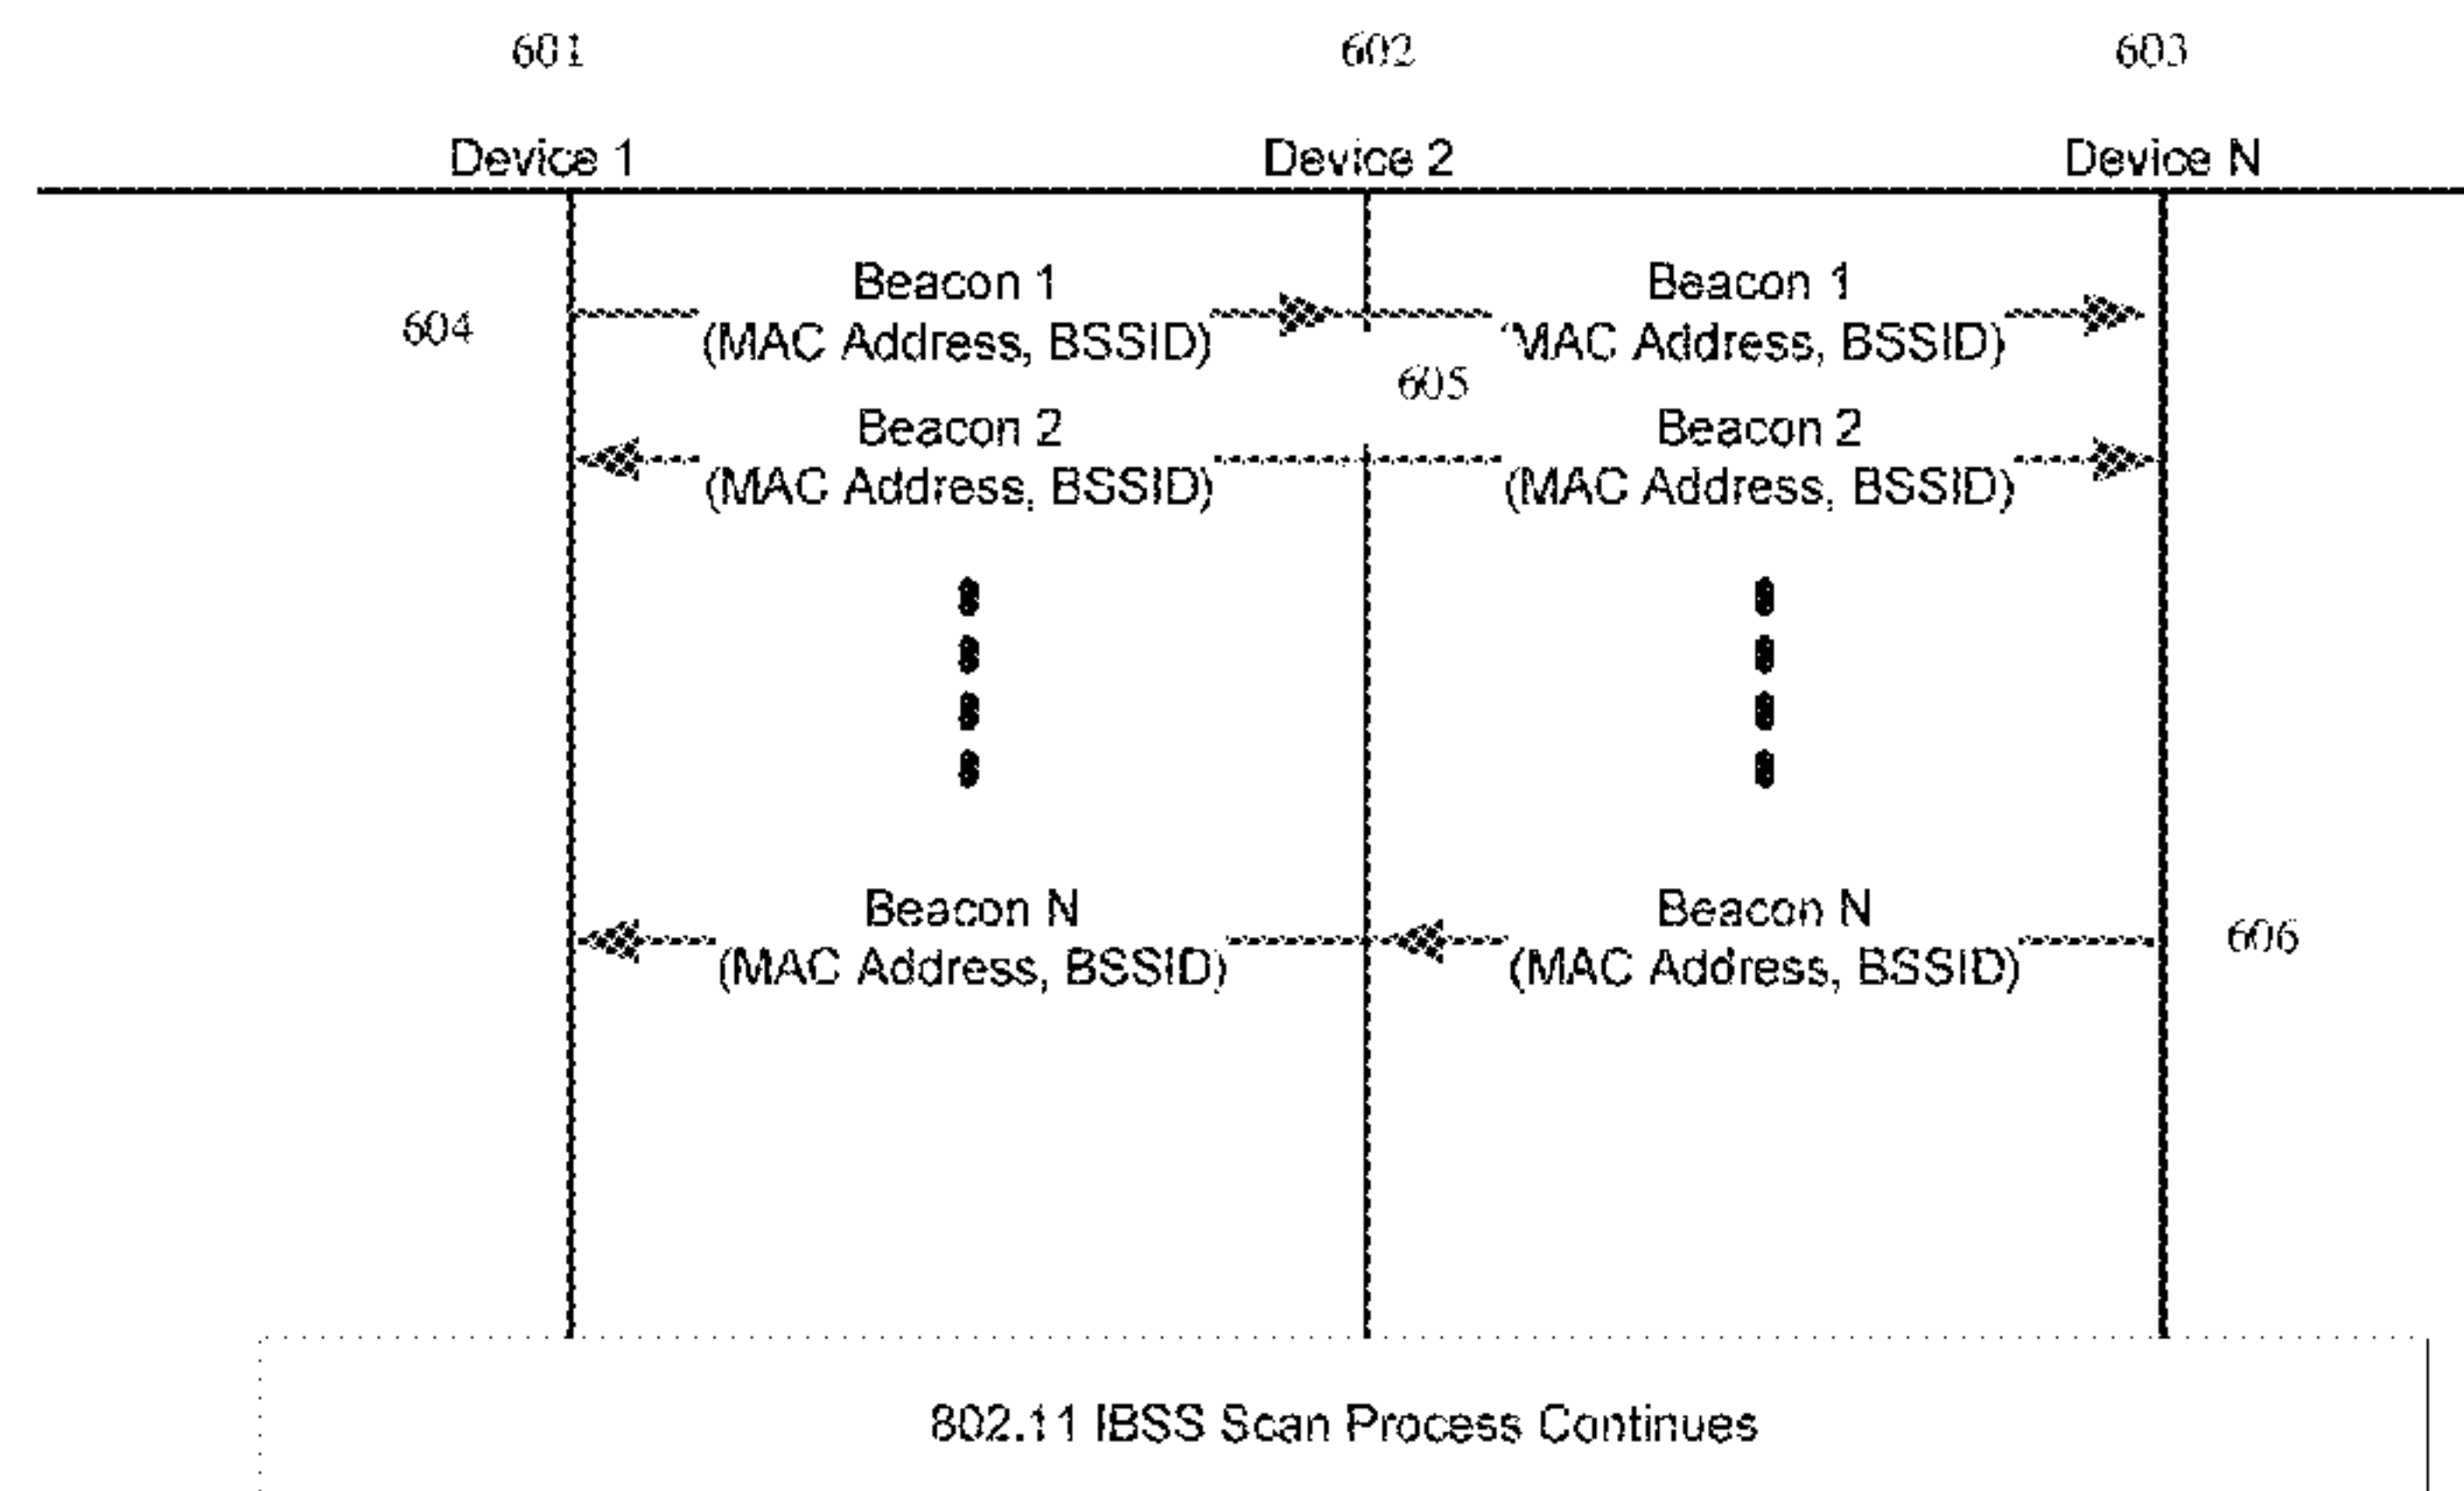 601 602 603
Device 1 Device 2 Device N
Beacon 1 Beacon 1
604 (MAC Address, BSSID) MAC Address, BSSID)
605
Beacon 2 Beacon 2
(MAC Address, BSSID) (MAC Address, BSSID)
Beacon N Beacon N
606
(MAC Address, BSSID) (MAC Address, BSSID)
802.11 IBSS Scan Process Continues